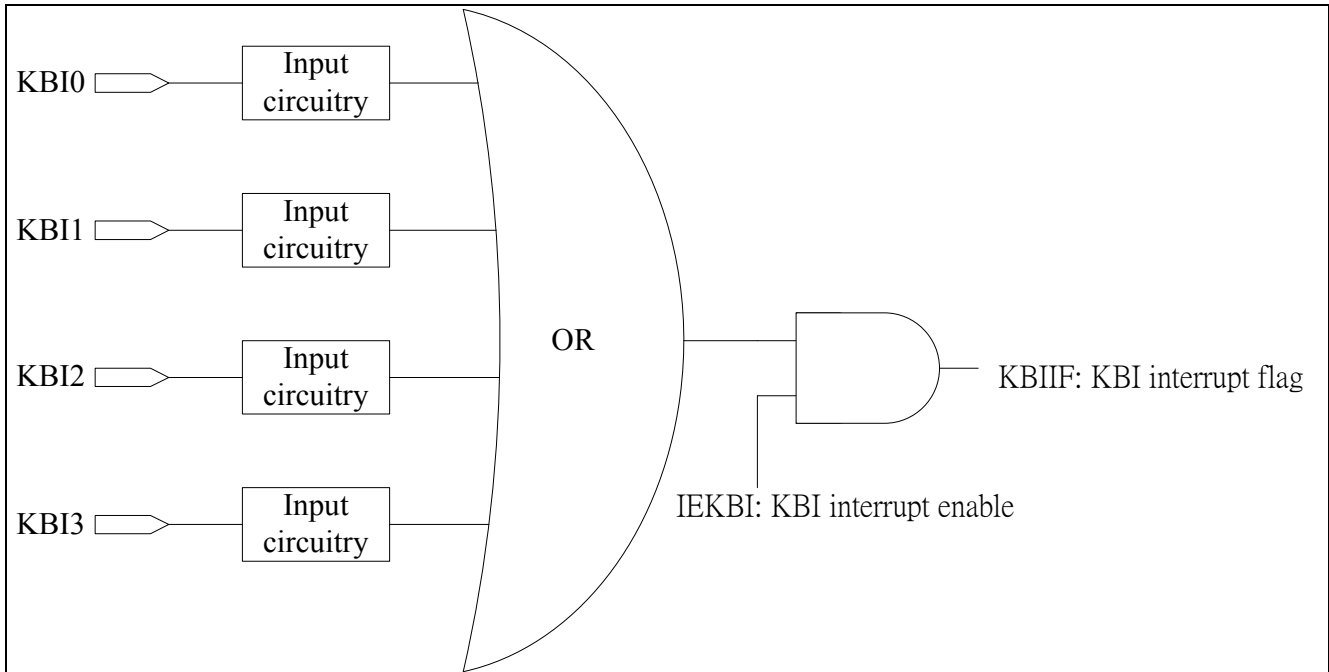 KBI0
Input
circuitry
KBI1
Input
circuitry
KBI2
Input
circuitry
KBI3
Input
circuitry
OR
KBIIF: KBI interrupt flag
IEKBI: KBI interrupt enable